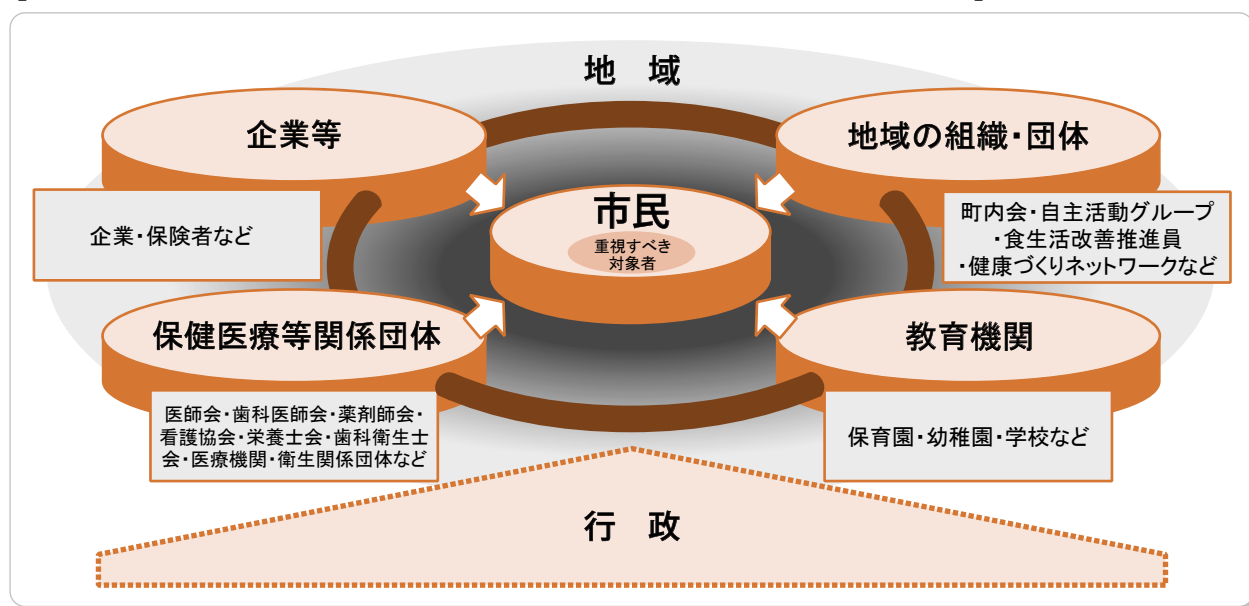 地　域
企業等
地域の組織・団体
企業・保険者など
市民
重視すべき
対象者
町内会・自主活動グループ
・食生活改善推進員
・健康づくりネットワークなど
保健医療等関係団体
教育機関
医師会・歯科医師会・薬剤師会・
看護協会・栄養士会・歯科衛生士
会・医療機関・衛生関係団体など
保育園・幼稚園・学校など
行　政